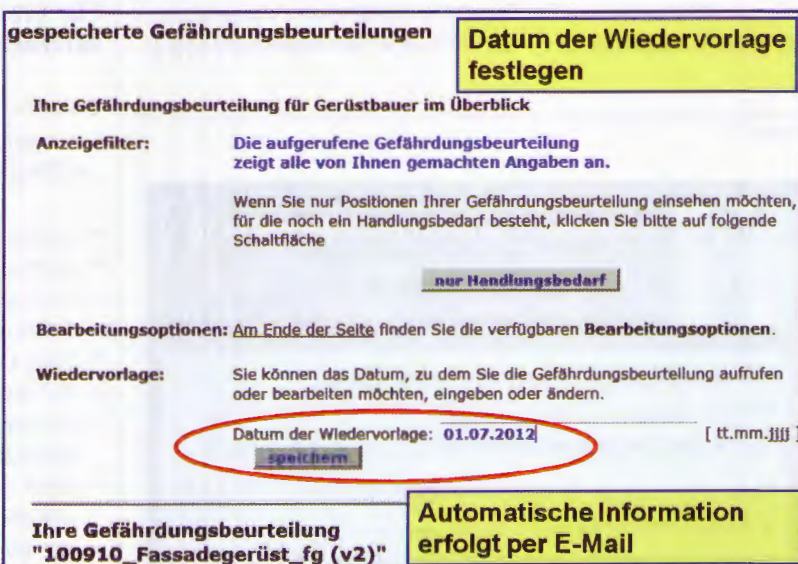 gespeicherte Gefährdungsbeurteilungen
Datum der Wiedervorlage
festlegen
Ihre Gefährdungsbeurteilung für Gerüstbauer im Überblick
Anzeigefilter:
Die aufgerufene Gefährdungsbeurteilung
zeigt alle von Ihnen gemachten Angaben an.
Wenn Sie nur Positionen Ihrer Gefährdungsbeurteilung einsehen möchten,
für die noch ein Handlungsbedarf besteht, klicken Sie bitte auf folgende
Schaltfläche
nur Handlungsbedarf
Bearbeitungsoptionen: Am Ende der Seite finden Sie die verfügbaren Bearbeitungsoptionen.
Wiedervorlage:
Sie können das Datum, zu dem Sie die Gefährdungsbeurteilung aufrufen
oder bearbeiten möchten, eingeben oder ändern.
Datum der Wiedervorlage: 01.07.2012 [ tt.mm.jjjj ]
speichern
Ihre Gefährdungsbeurteilung
"100910_Fassadegerüst_fg (v2)"
Automatische Information
erfolgt per E-Mail